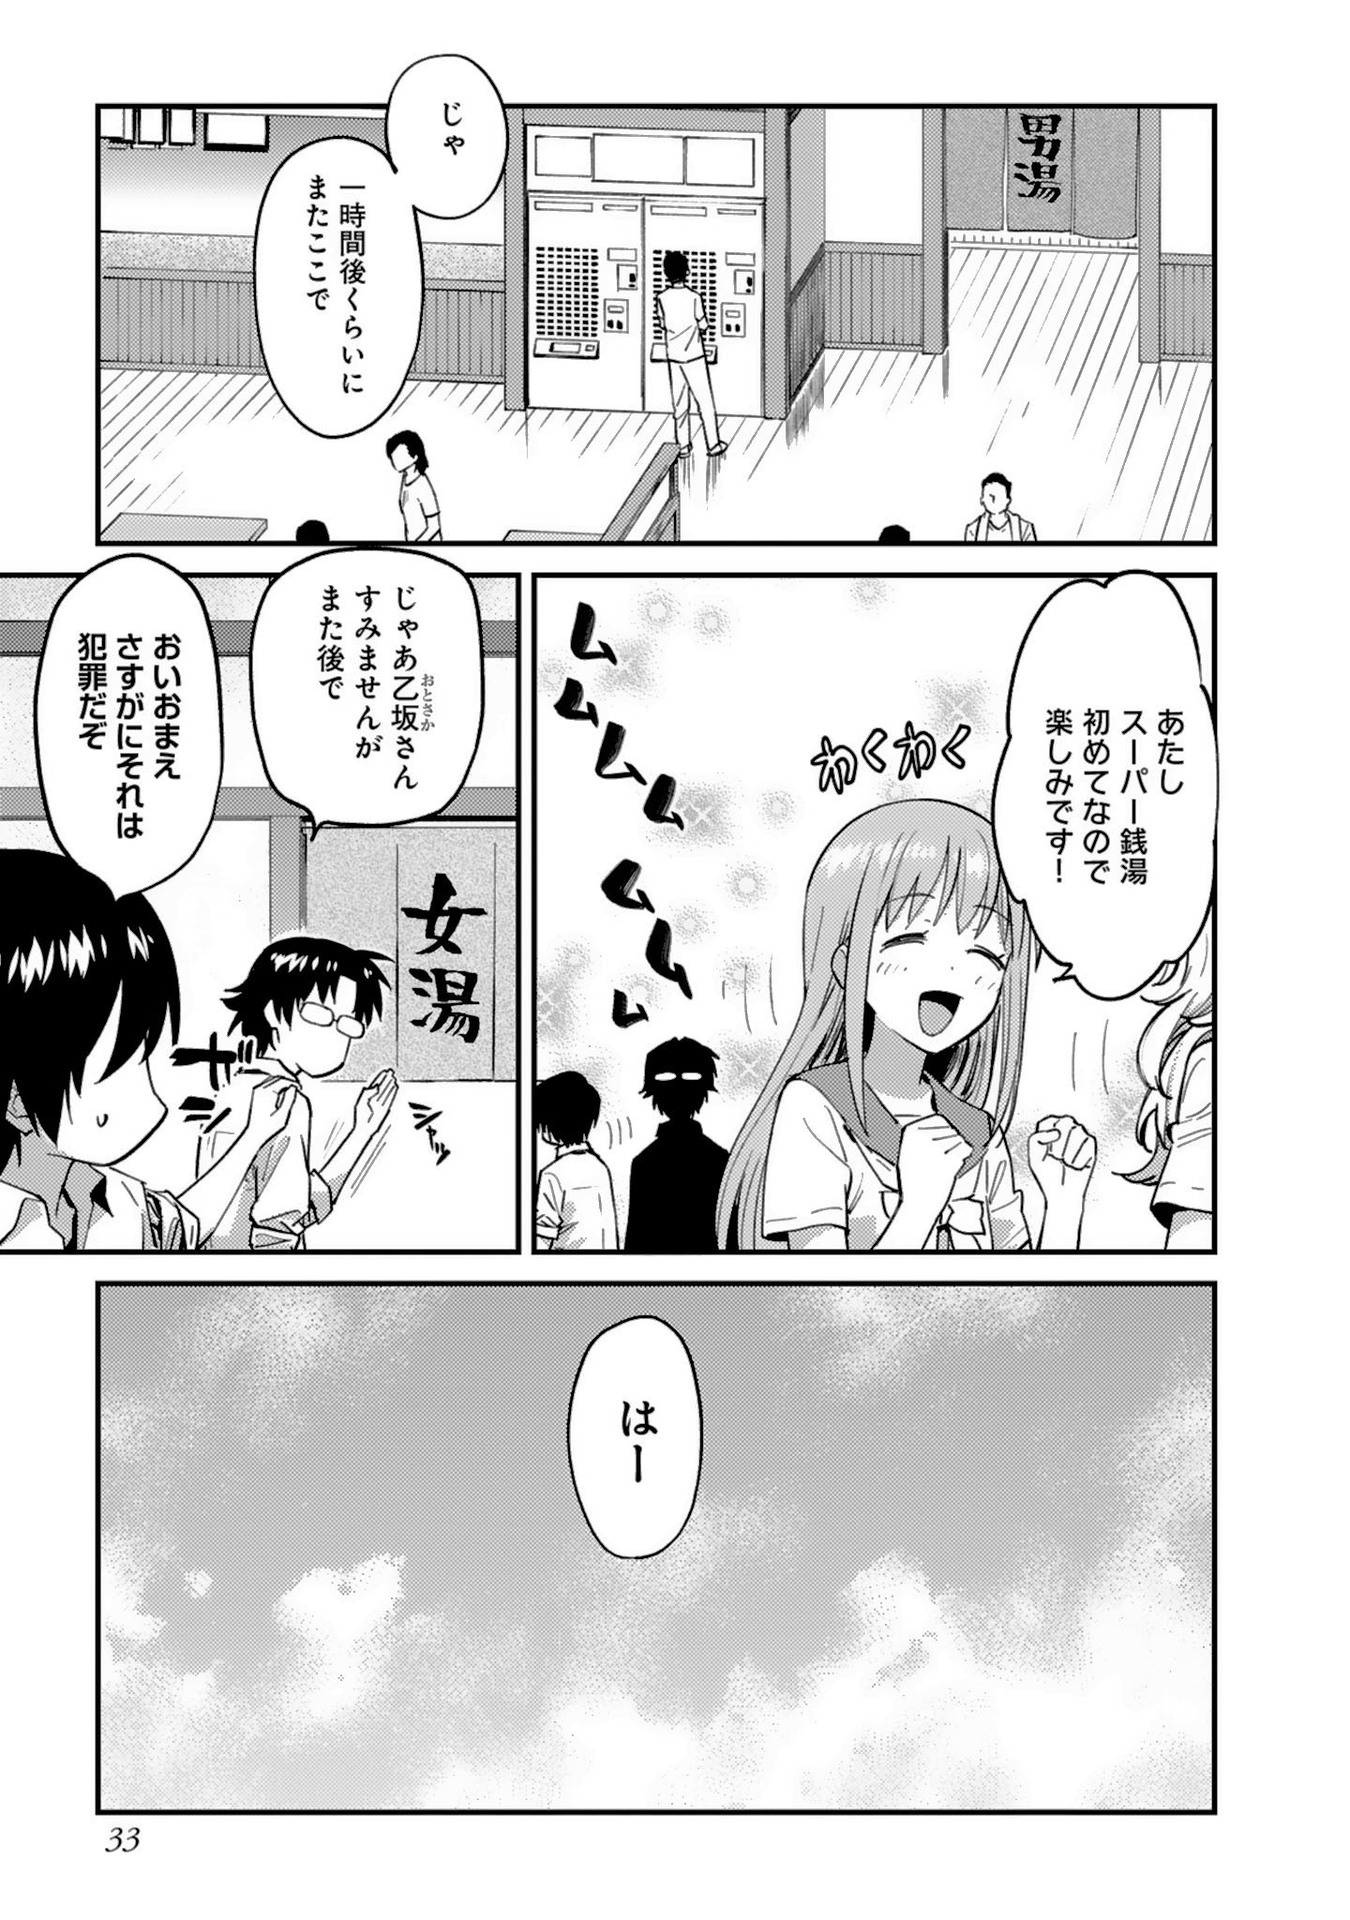 じゃ
一時間後くらいに
またここで
男湯
あたし
スーパー銭湯
初めてなので
楽しみです！
わくわく
ムムムムムム
じゃあ乙坂さん
おとさか
すみませんが
また後で
女湯
おいおまえ
さすがにそれは
犯罪だぞ
ガッ
はー
33